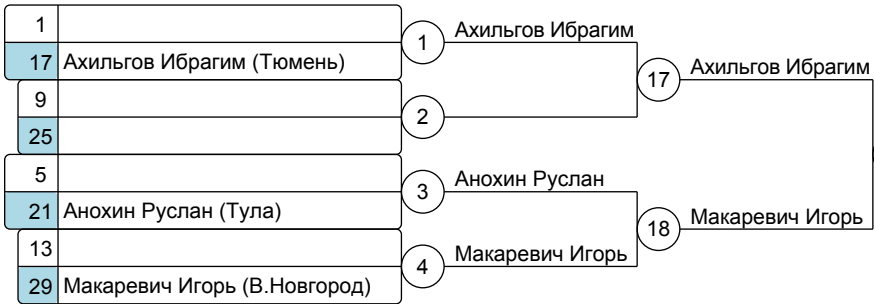 1
17 Ахильгов Ибрагим (Тюмень)
9
25
5
21 Анохин Руслан (Тула)
13
29 Макаревич Игорь (В.Новгород)
1 Ахильгов Ибрагим
2
3 Анохин Руслан
4 Макаревич Игорь
17 Ахильгов Ибрагим
18 Макаревич Игорь